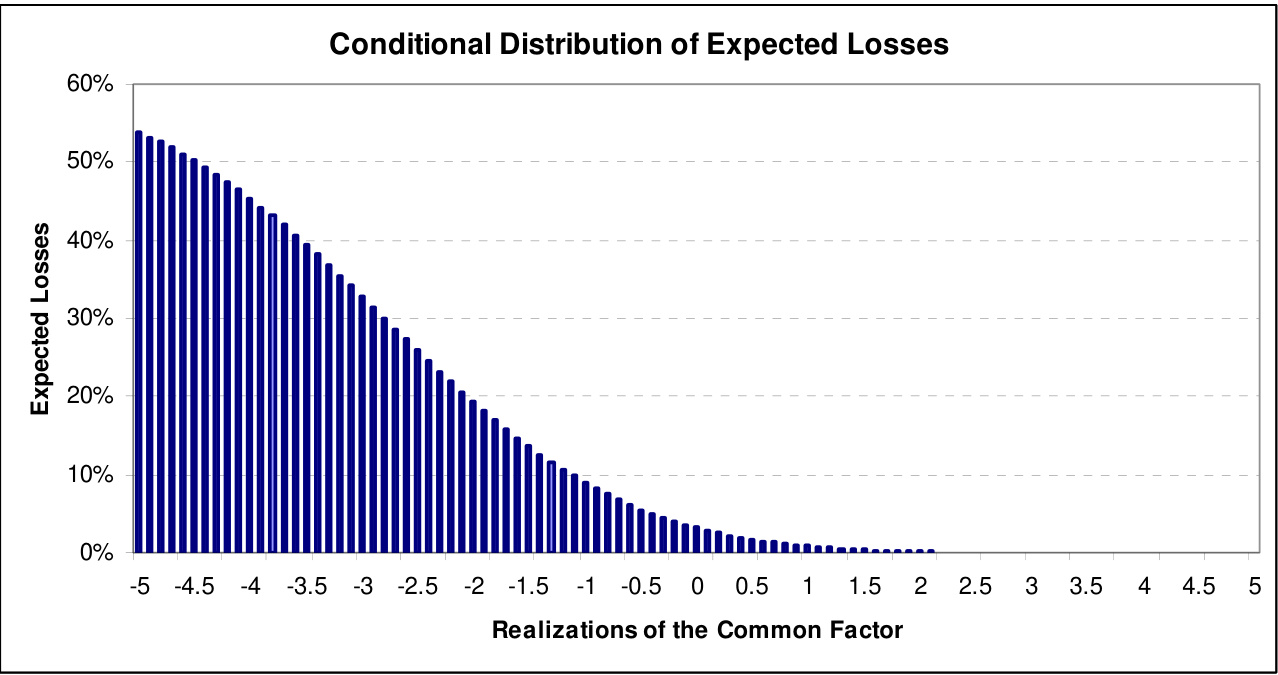 Conditional Distribution of Expected Losses
60%
50%
40%
30%
20%
10%
0%
Expected Losses
-5 -4.5 -4 -3.5 -3 -2.5 -2 -1.5 -1 -0.5 0 0.5 1 1.5 2 2.5 3 3.5 4 4.5 5
Realizations of the Common Factor